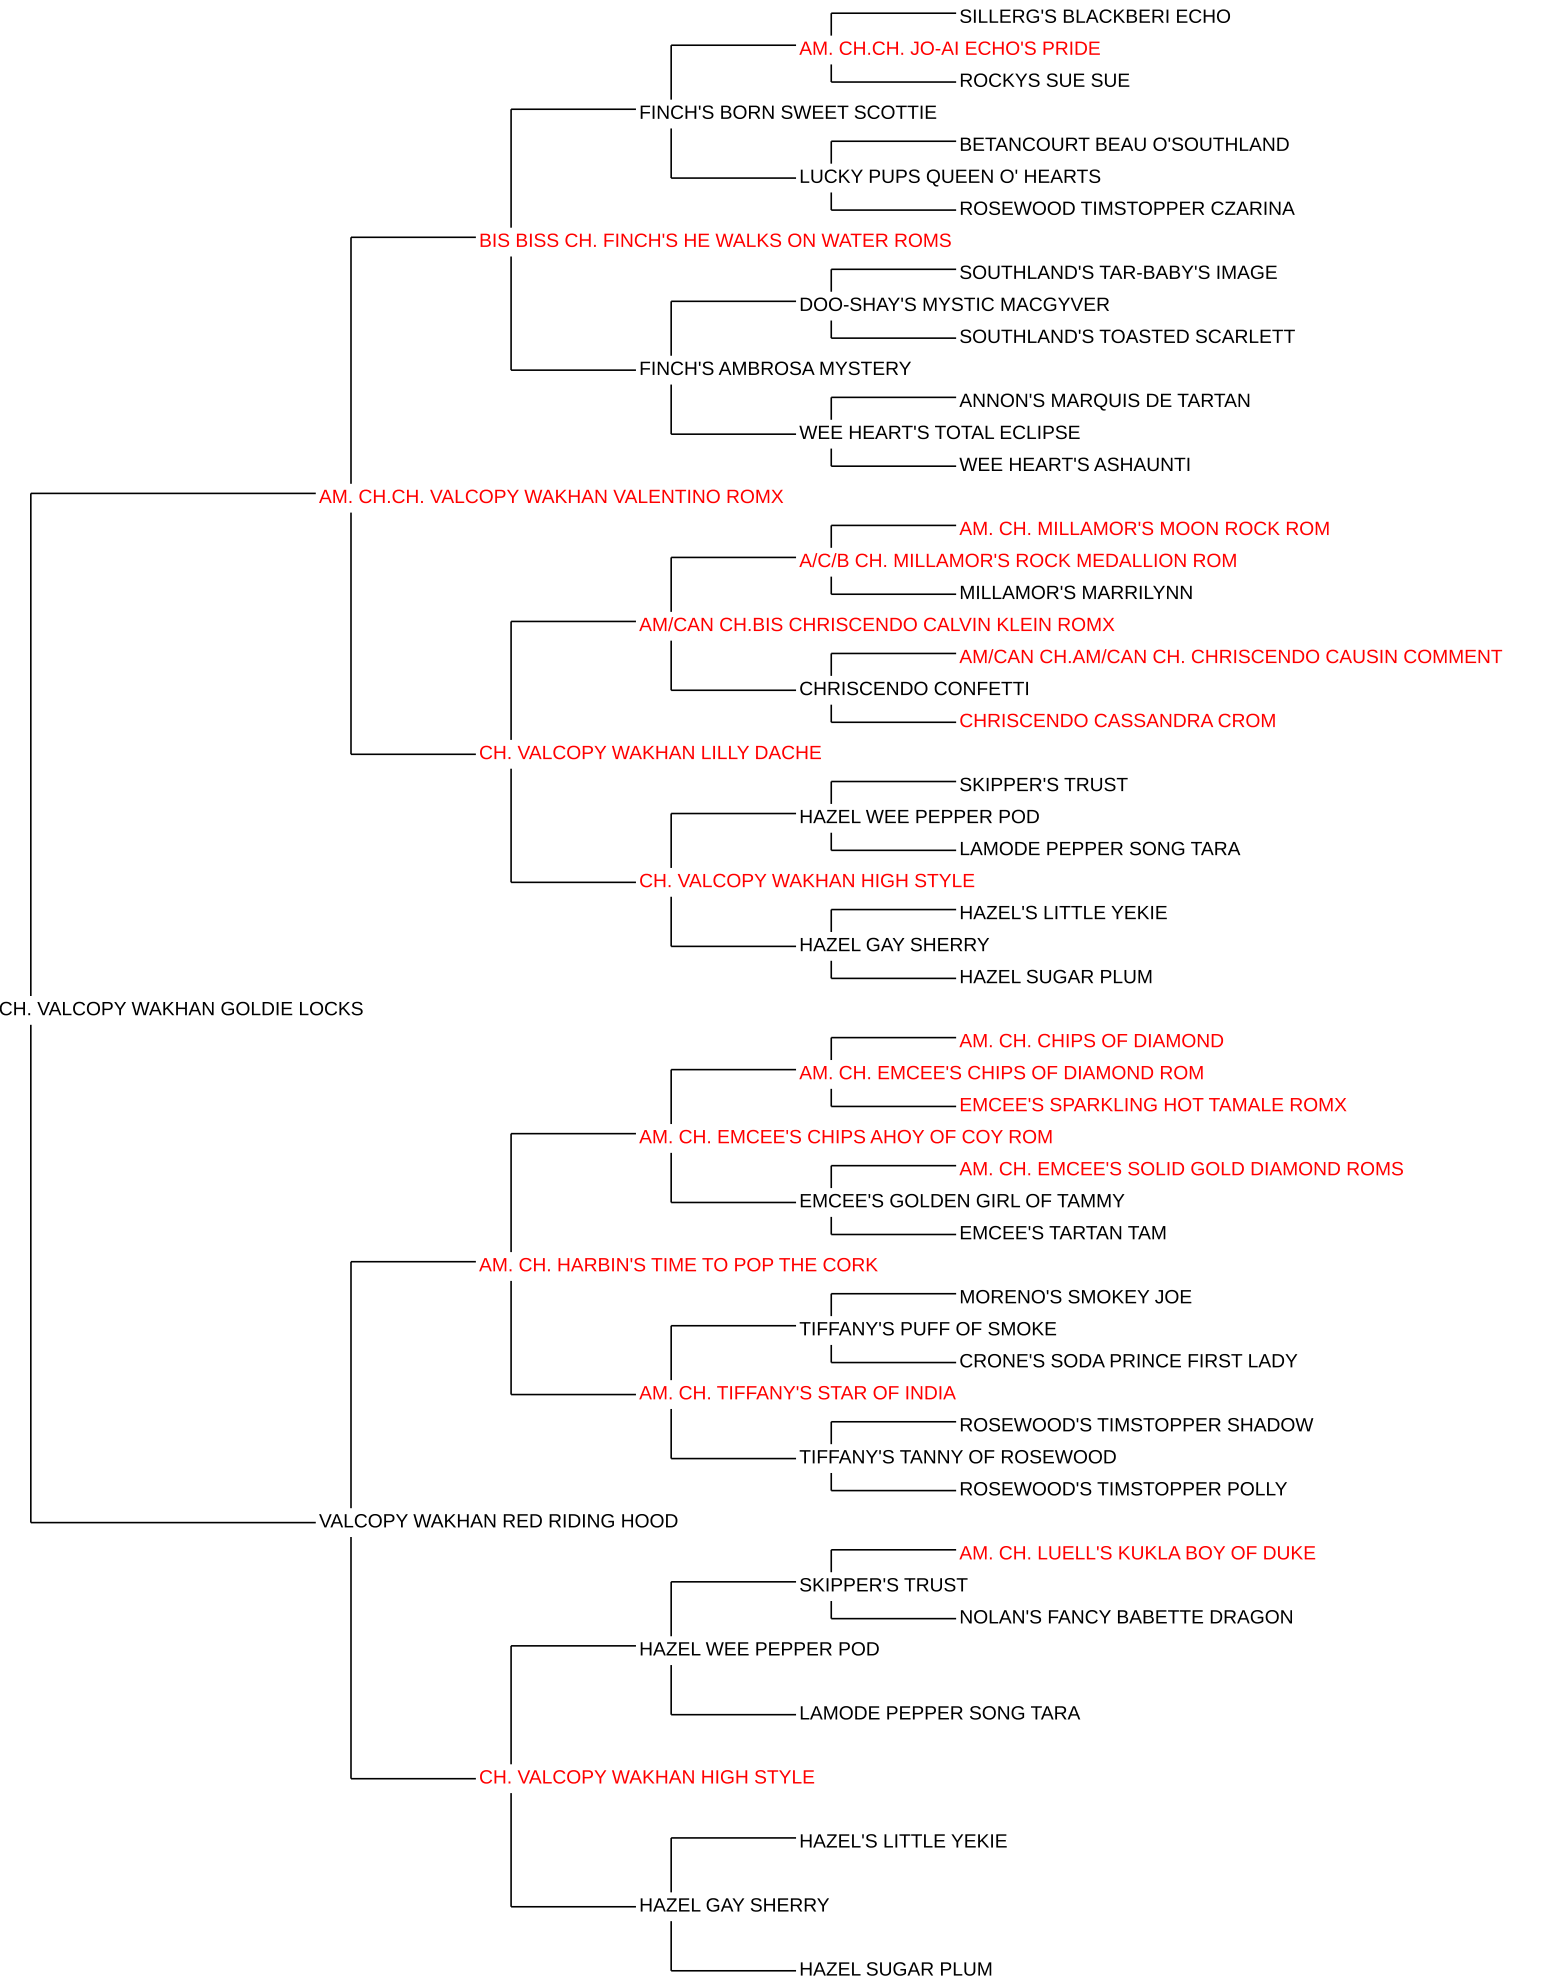 SILLERG'S BLACKBERI ECHO
AM. CH.CH. JO-AI ECHO'S PRIDE
ROCKYS SUE SUE
FINCH'S BORN SWEET SCOTTIE
BETANCOURT BEAU O'SOUTHLAND
LUCKY PUPS QUEEN O' HEARTS
ROSEWOOD TIMSTOPPER CZARINA
BIS BISS CH. FINCH'S HE WALKS ON WATER ROMS
SOUTHLAND'S TAR-BABY'S IMAGE
DOO-SHAY'S MYSTIC MACGYVER
SOUTHLAND'S TOASTED SCARLETT
FINCH'S AMBROSA MYSTERY
ANNON'S MARQUIS DE TARTAN
WEE HEART'S TOTAL ECLIPSE
WEE HEART'S ASHAUNTI
AM. CH.CH. VALCOPY WAKHAN VALENTINO ROMX
AM. CH. MILLAMOR'S MOON ROCK ROM
A/C/B CH. MILLAMOR'S ROCK MEDALLION ROM
MILLAMOR'S MARRILYNN
AM/CAN CH.BIS CHRISCENDO CALVIN KLEIN ROMX
AM/CAN CH.AM/CAN CH. CHRISCENDO CAUSIN COMMENT
CHRISCENDO CONFETTI
CHRISCENDO CASSANDRA CROM
CH. VALCOPY WAKHAN LILLY DACHE
SKIPPER'S TRUST
HAZEL WEE PEPPER POD
LAMODE PEPPER SONG TARA
CH. VALCOPY WAKHAN HIGH STYLE
HAZEL'S LITTLE YEKIE
HAZEL GAY SHERRY
HAZEL SUGAR PLUM
CH. VALCOPY WAKHAN GOLDIE LOCKS
AM. CH. CHIPS OF DIAMOND
AM. CH. EMCEE'S CHIPS OF DIAMOND ROM
EMCEE'S SPARKLING HOT TAMALE ROMX
AM. CH. EMCEE'S CHIPS AHOY OF COY ROM
AM. CH. EMCEE'S SOLID GOLD DIAMOND ROMS
EMCEE'S GOLDEN GIRL OF TAMMY
EMCEE'S TARTAN TAM
AM. CH. HARBIN'S TIME TO POP THE CORK
MORENO'S SMOKEY JOE
TIFFANY'S PUFF OF SMOKE
CRONE'S SODA PRINCE FIRST LADY
AM. CH. TIFFANY'S STAR OF INDIA
ROSEWOOD'S TIMSTOPPER SHADOW
TIFFANY'S TANNY OF ROSEWOOD
ROSEWOOD'S TIMSTOPPER POLLY
VALCOPY WAKHAN RED RIDING HOOD
AM. CH. LUELL'S KUKLA BOY OF DUKE
SKIPPER'S TRUST
NOLAN'S FANCY BABETTE DRAGON
HAZEL WEE PEPPER POD
LAMODE PEPPER SONG TARA
CH. VALCOPY WAKHAN HIGH STYLE
HAZEL'S LITTLE YEKIE
HAZEL GAY SHERRY
HAZEL SUGAR PLUM